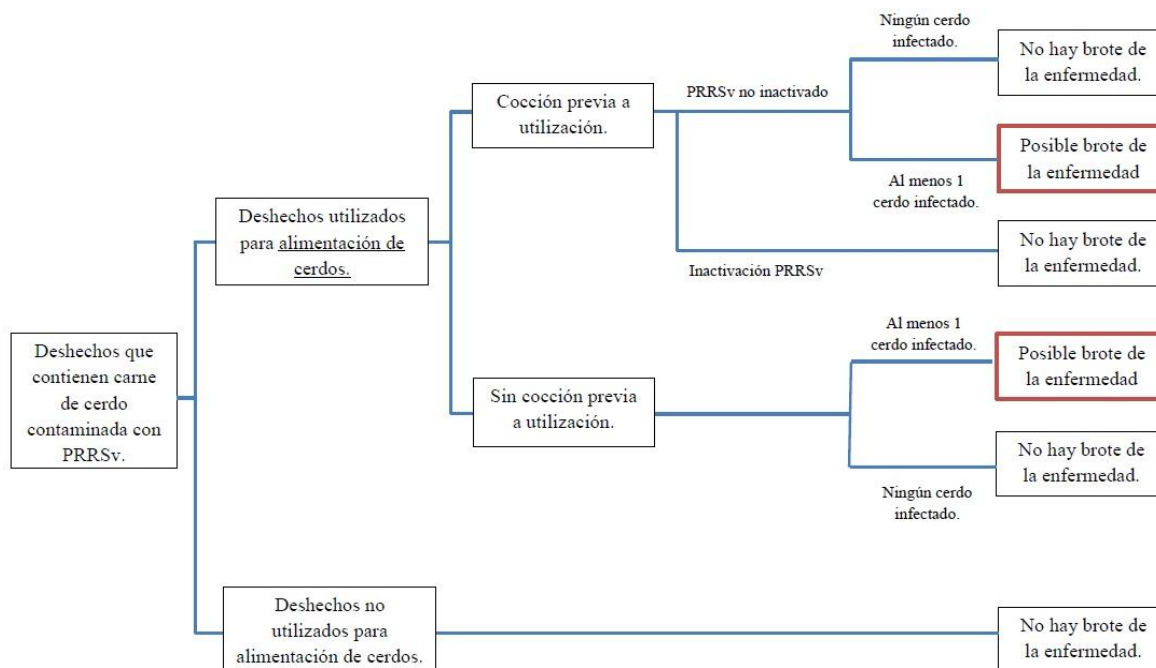 Deshechos que
contienen carne
de cerdo
contaminada con
PRRSv.
Deshechos utilizados
para alimentación de
cerdos.
Deshechos no
utilizados para
alimentación de cerdos.
Cocción previa a
utilización.
Sin cocción previa
a utilización.
PRRSv no inactivado
Inactivación PRRSv
Ningún cerdo
infectado.
Al menos 1
cerdo infectado.
Al menos 1
cerdo infectado.
Ningún cerdo
infectado.
No hay brote de
la enfermedad.
Posible brote de
la enfermedad
No hay brote de
la enfermedad.
Posible brote de
la enfermedad
No hay brote de
la enfermedad.
No hay brote de
la enfermedad.